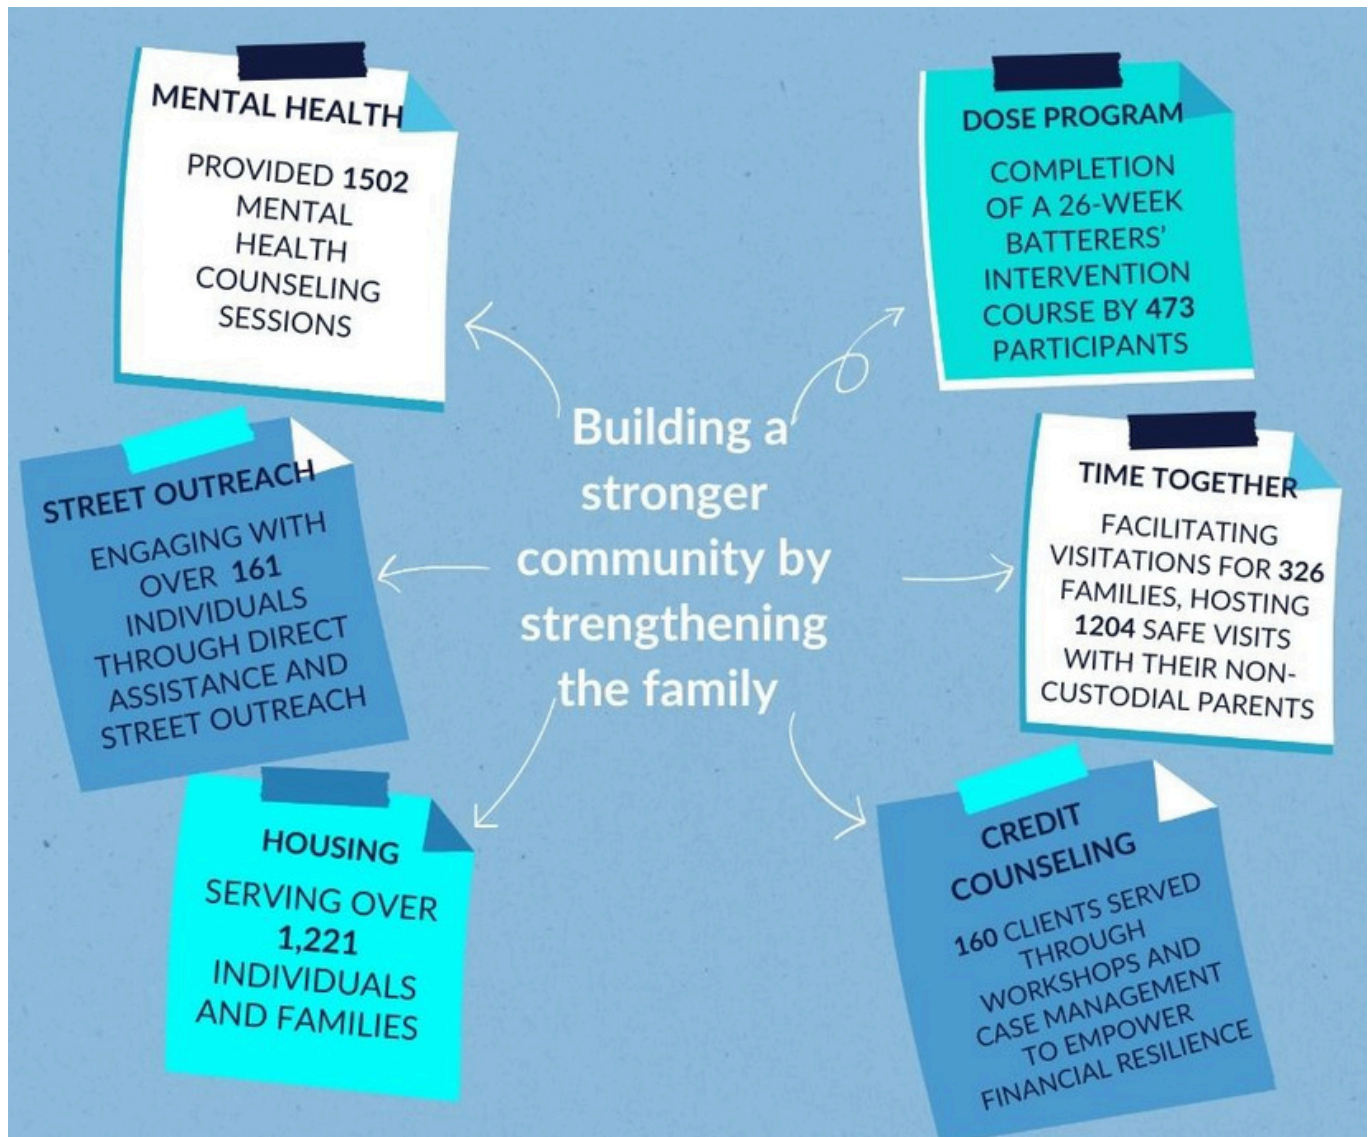 MENTAL HEALTH
PROVIDED 1502
MENTAL
HEALTH
COUNSELING
SESSIONS
STREET OUTREACH
ENGAGING WITH
OVER 161
INDIVIDUALS
THROUGH DIRECT
ASSISTANCE AND
STREET OUTREACH
HOUSING
SERVING OVER
1,221
INDIVIDUALS
AND FAMILIES
Building a
stronger
community by
strengthening
the family
DOSE PROGRAM
COMPLETION
OF A 26-WEEK
BATTERERS’
INTERVENTION
COURSE BY 473
PARTICIPANTS
TIME TOGETHER
FACILITATING
VISITATIONS FOR 326
FAMILIES, HOSTING
1204 SAFE VISITS
WITH THEIR NON-
CUSTODIAL PARENTS
CREDIT
COUNSELING
160 CLIENTS SERVED
THROUGH
WORKSHOPS AND
CASE MANAGEMENT
TO EMPOWER
FINANCIAL RESILIENCE